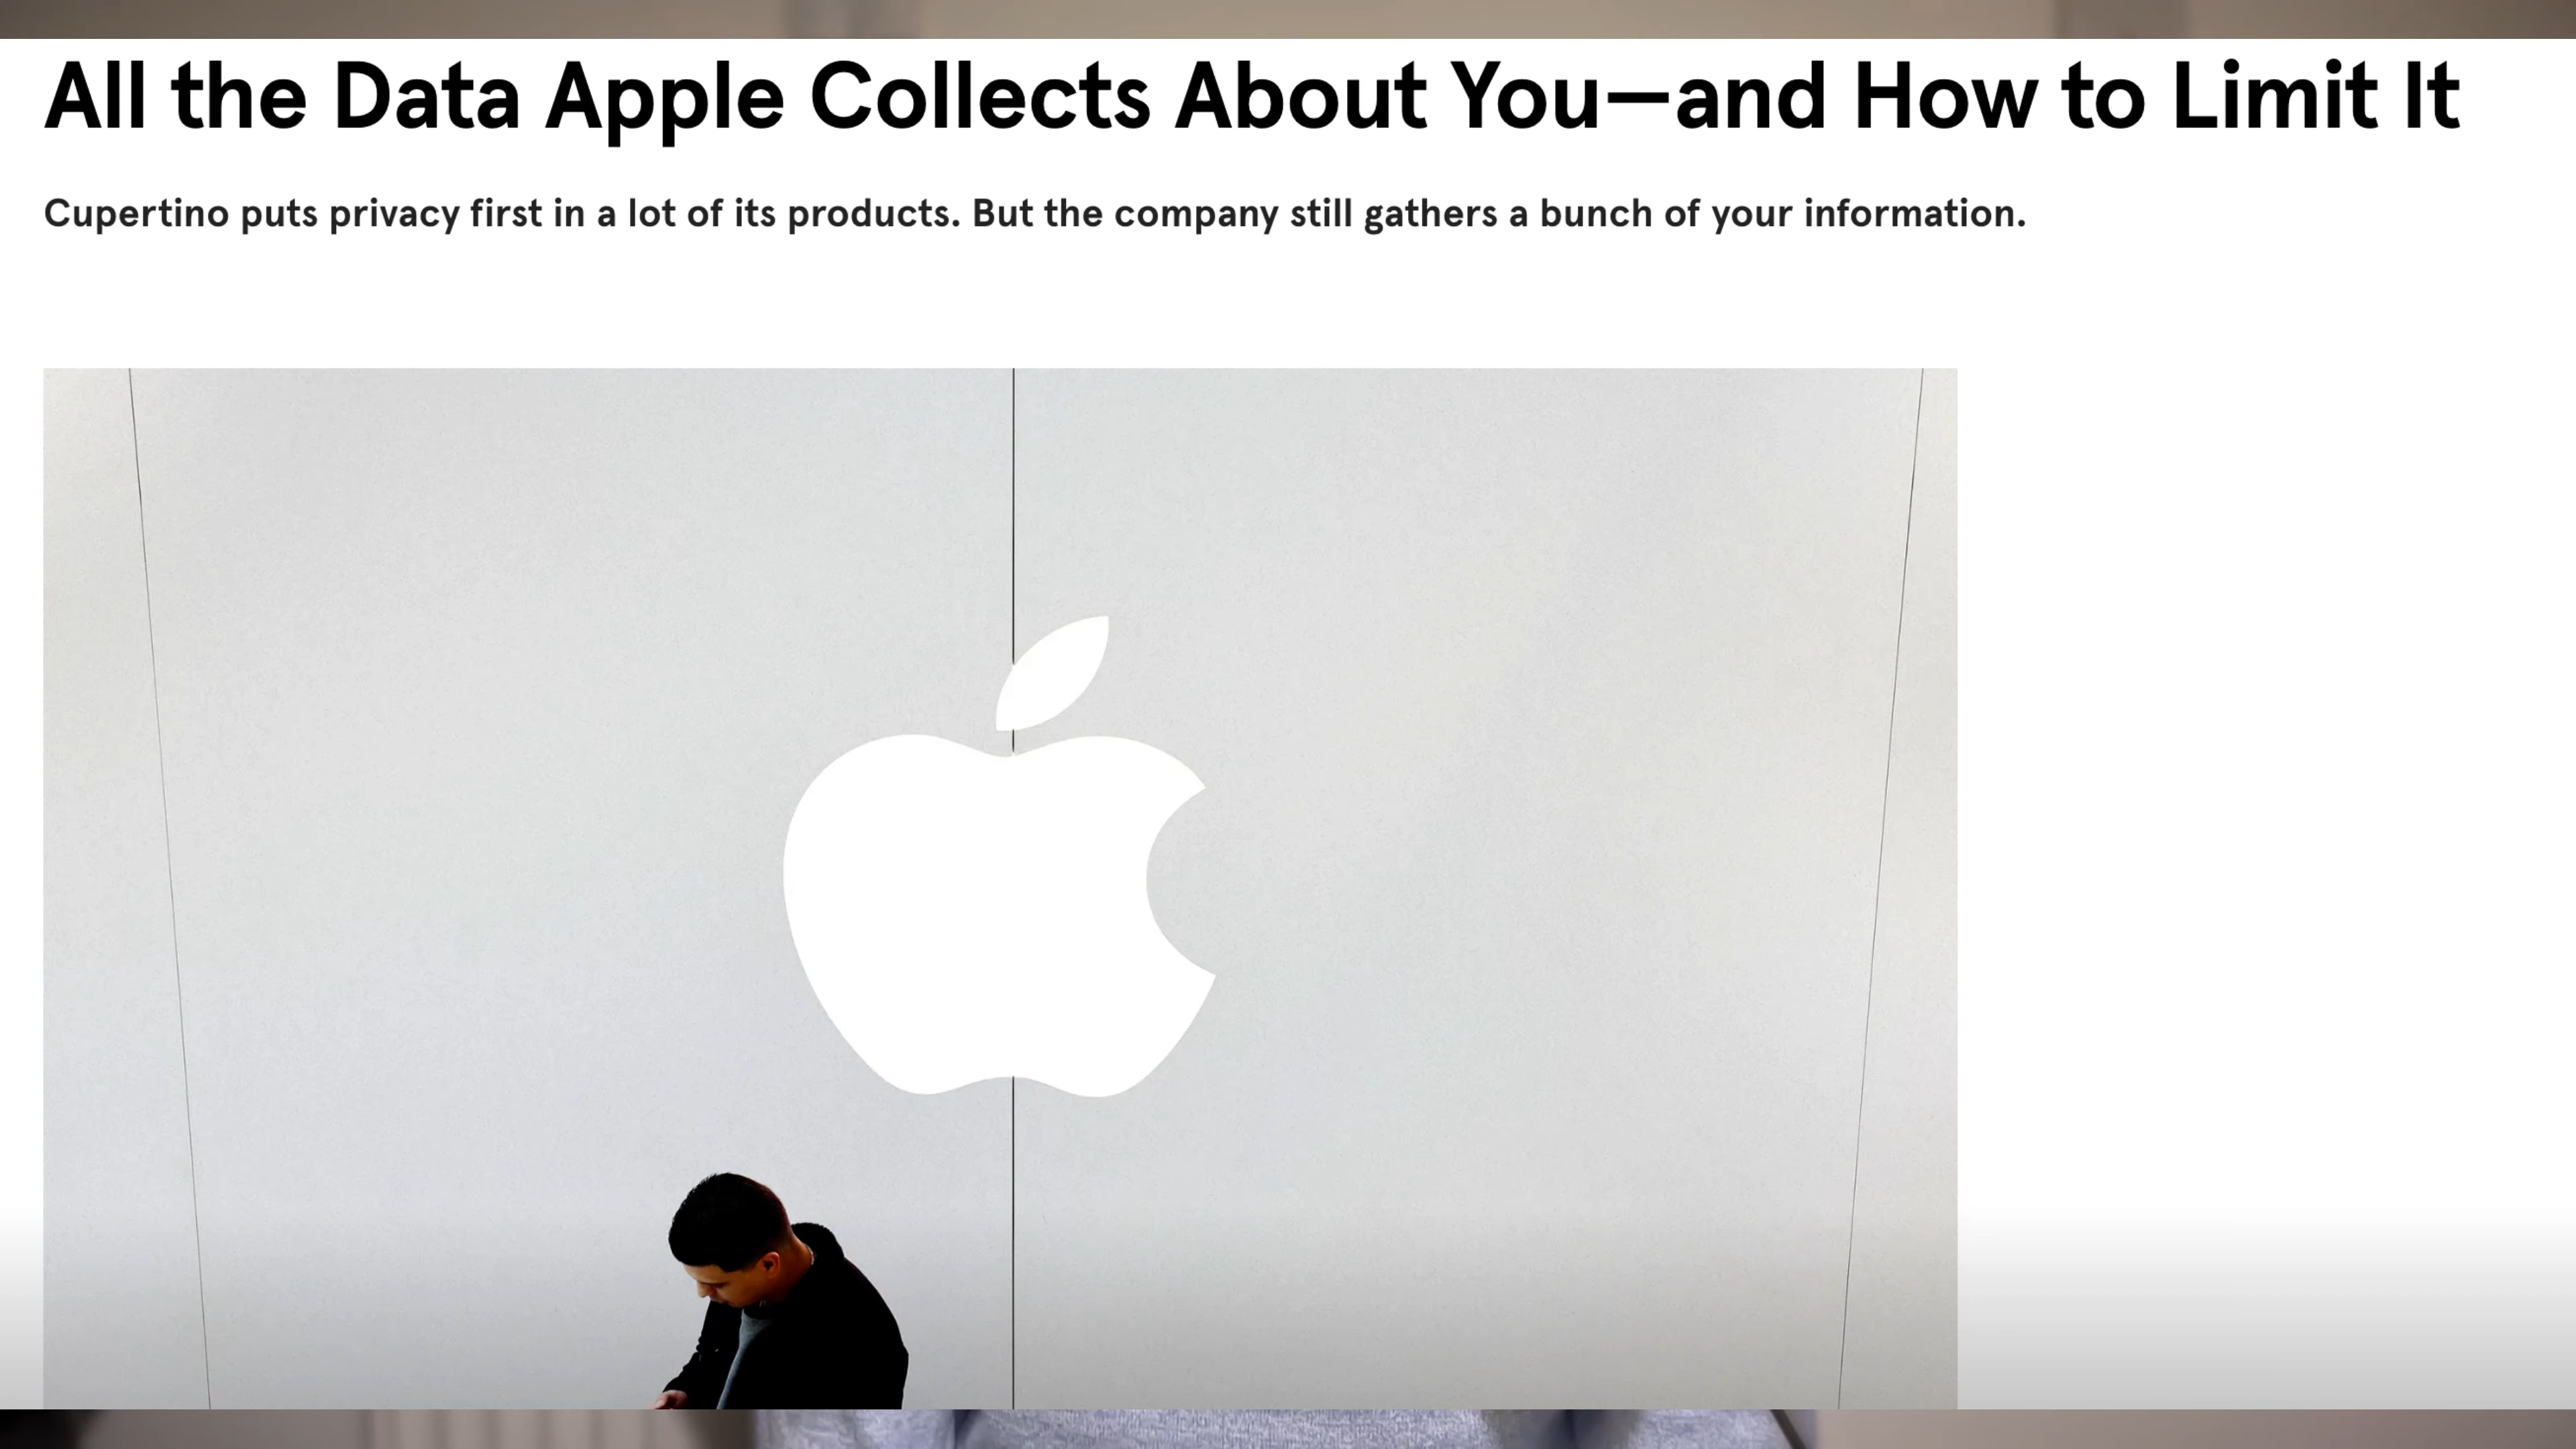 All the Data Apple Collects About You—and How to Limit It
Cupertino puts privacy first in a lot of its products. But the company still gathers a bunch of your information.